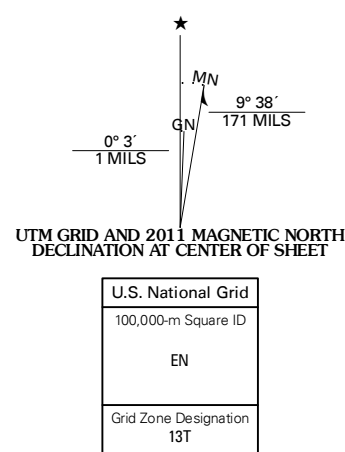 ★
MN
9° 38´
171 MILS
GN
0° 3´
1 MILS
UTM GRID AND 2011 MAGNETIC NORTH
DECLINATION AT CENTER OF SHEET
U.S. National Grid
100,000-m Square ID
EN
Grid Zone Designation
13T